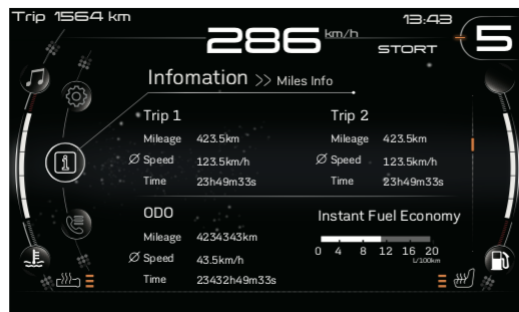 Trip 1564 km
286 km/h
13:43
STORT
5
Infomation >> Miles Info
Trip 1
Mileage 423.5km
Ø Speed 123.5km/h
Time 23h49m33s
Trip 2
Mileage 423.5km
Ø Speed 123.5km/h
Time 23h49m33s
ODO
Mileage 4234343km
Ø Speed 43.5km/h
Time 23432h49m33s
Instant Fuel Economy
0 4 8 12 16 20
L/100km